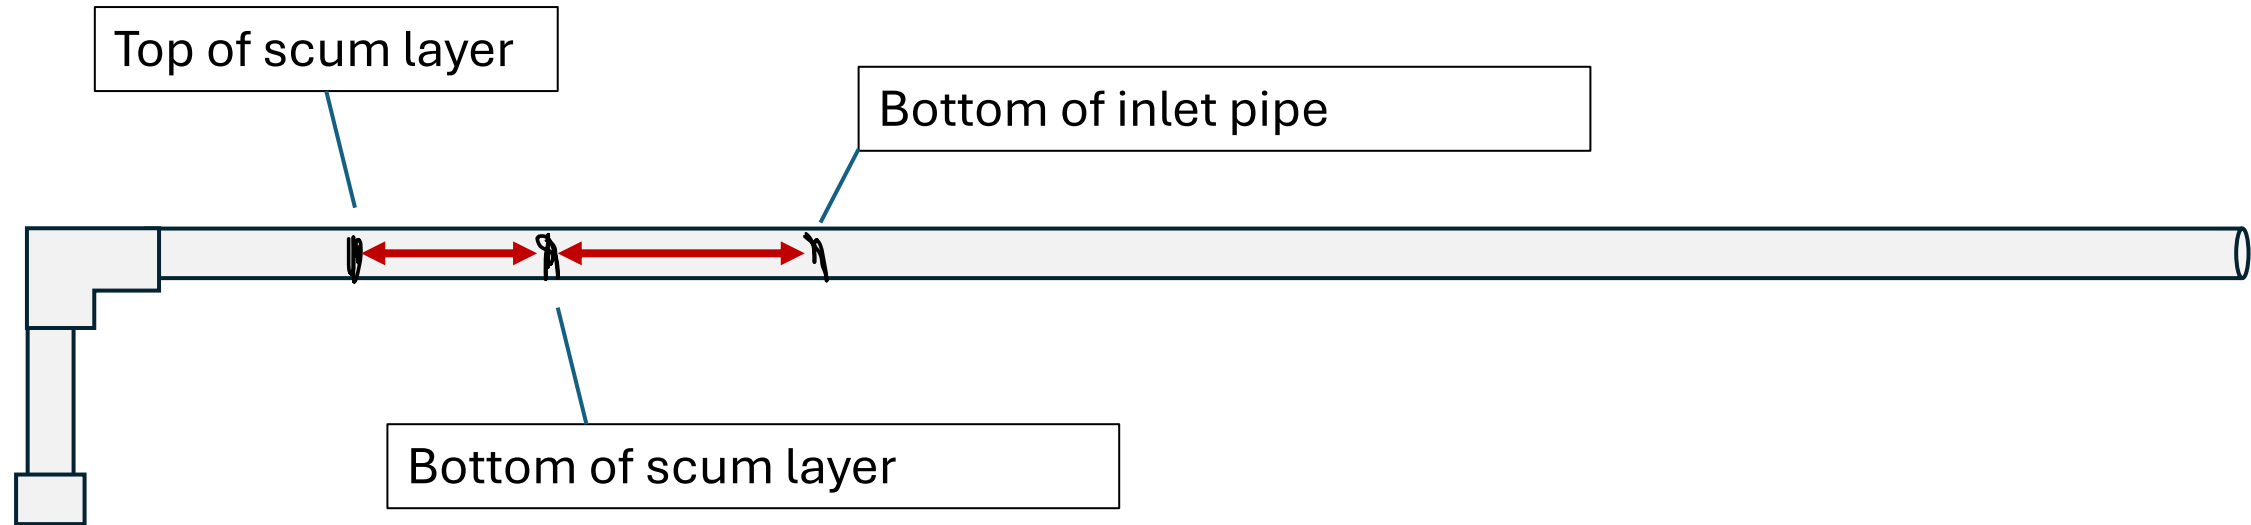 Top of scum layer
Bottom of inlet pipe
Bottom of scum layer